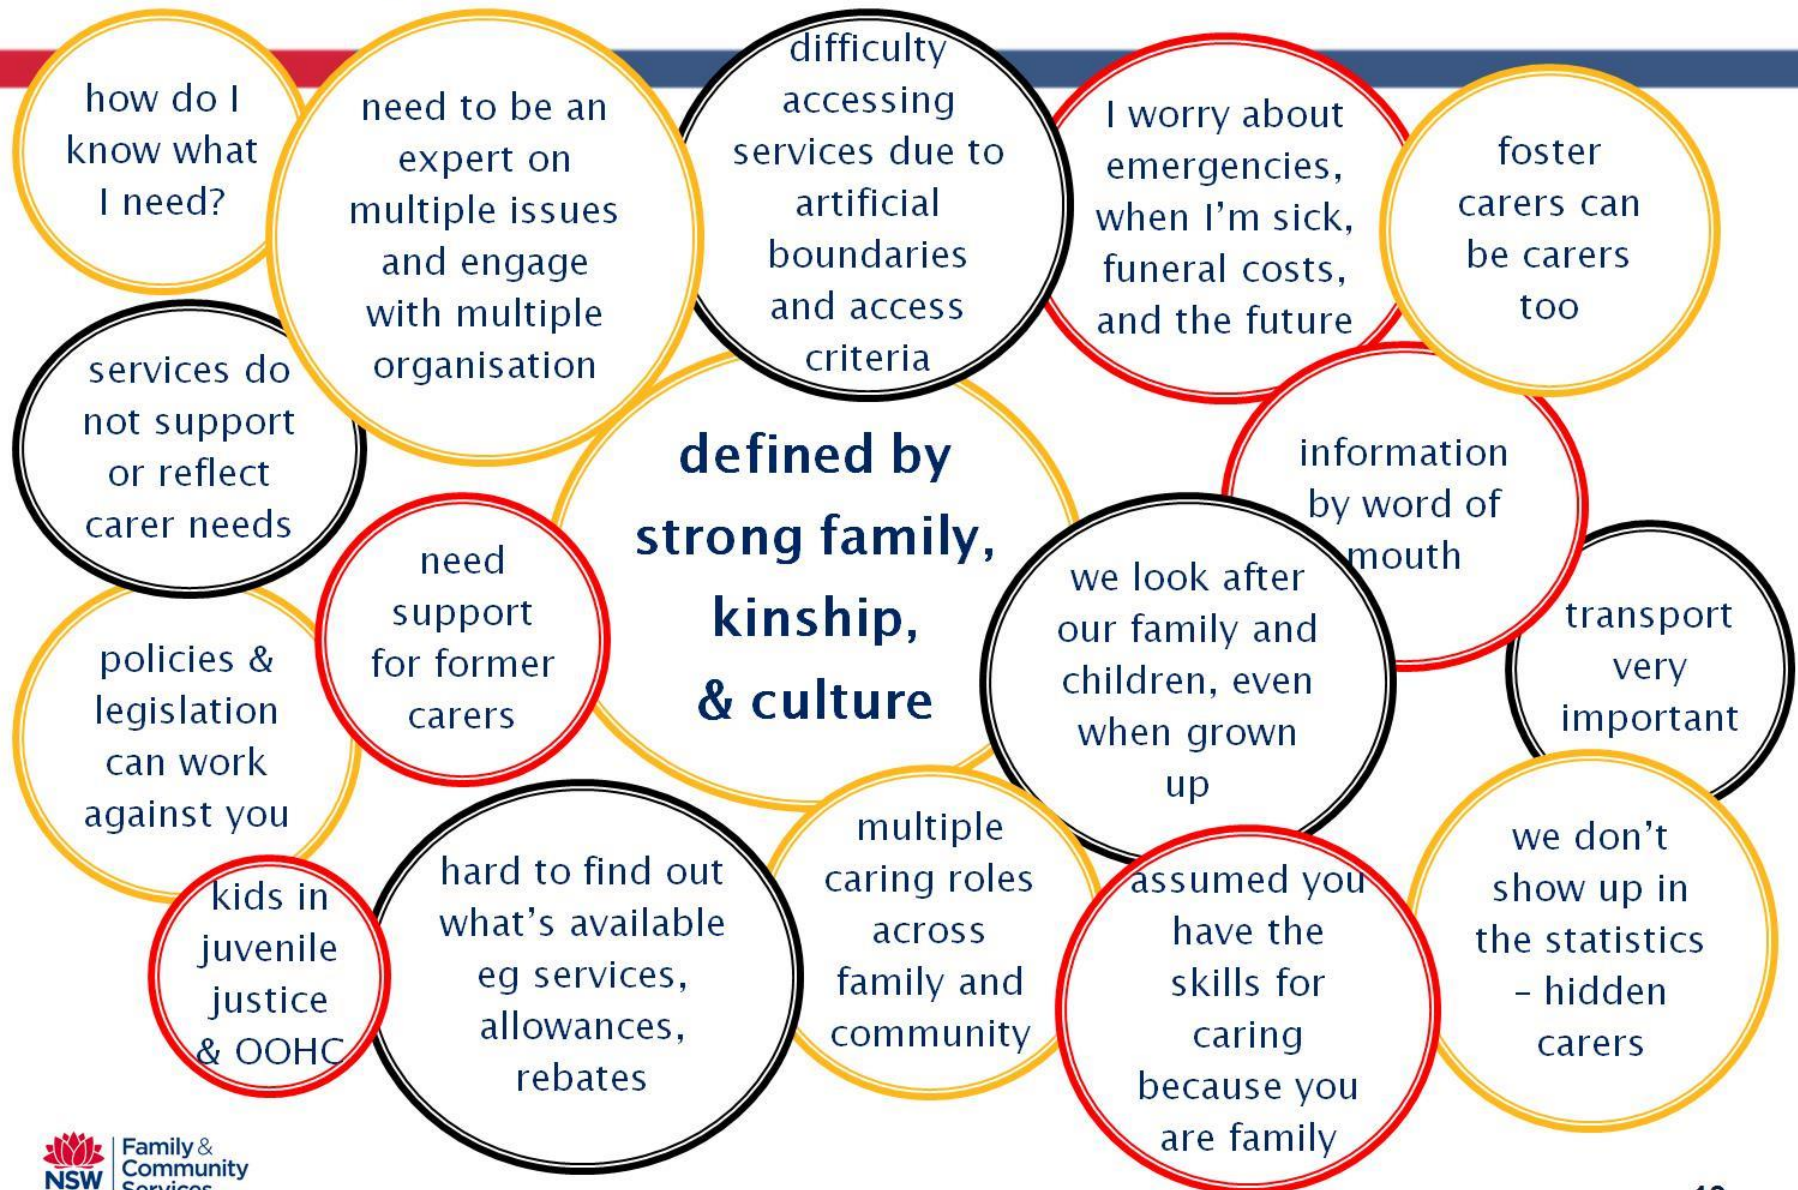 how do I
know what
I need?
need to be an
expert on
multiple issues
and engage
with multiple
organisation
difficulty
accessing
services due to
artificial
boundaries
and access
criteria
I worry about
emergencies,
when I'm sick,
funeral costs,
and the future
foster
carers can
be carers
too
services do
not support
or reflect
carer needs
defined by
strong family,
kinship,
& culture
information
by word of
mouth
need
support
for former
carers
we look after
our family and
children, even
when grown
up
transport
very
important
policies &
legislation
can work
against you
kids in
juvenile
justice
& OOHC
hard to find out
what's available
eg services,
allowances,
rebates
multiple
caring roles
across
family and
community
assumed you
have the
skills for
caring
because you
are family
we don't
show up in
the statistics
– hidden
carers
NSW
Family &
Community
Services